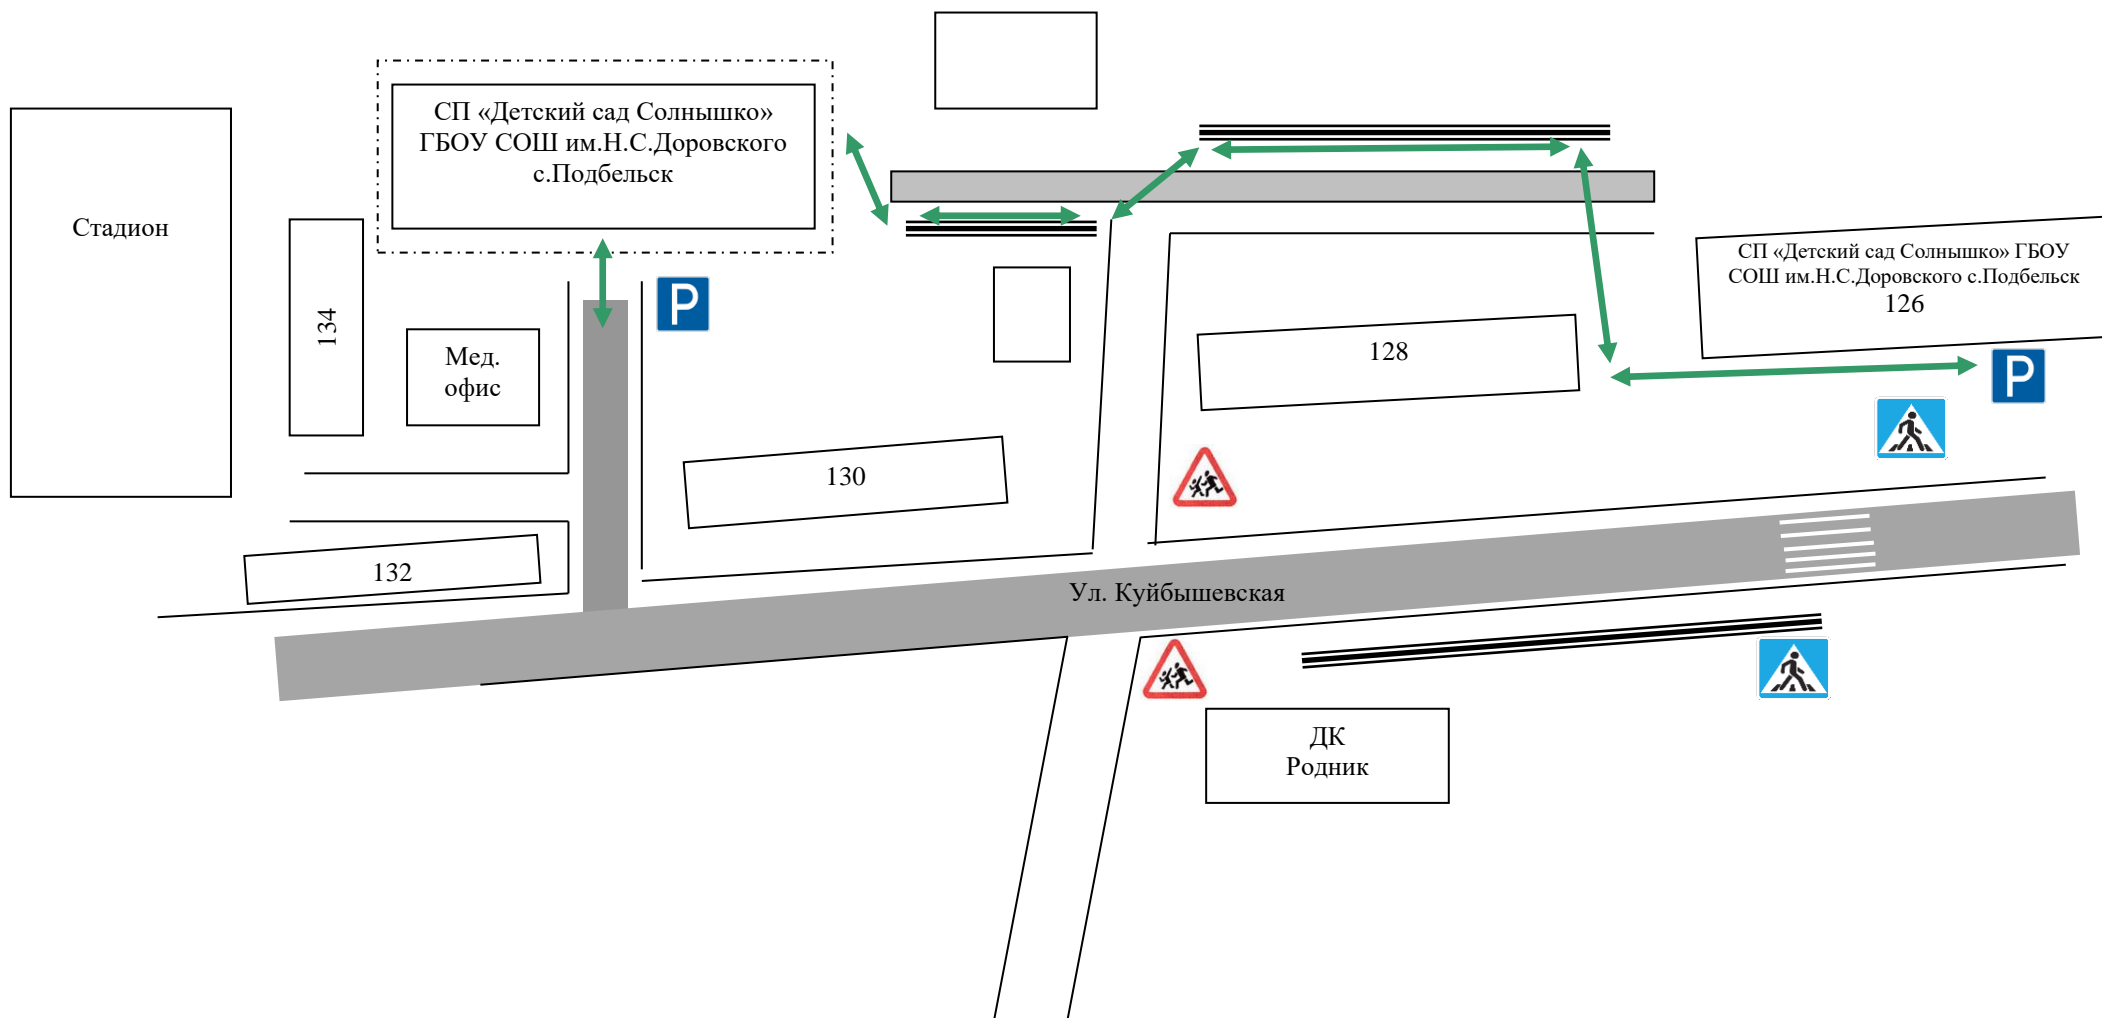 СП «Детский сад Солнышко»
ГБОУ СОШ им.Н.С.Доровского
с.Подбельск
Стадион
134
Мед.
офис
P
СП «Детский сад Солнышко» ГБОУ
СОШ им.Н.С.Доровского с.Подбельск
126
128
P
130
132
Ул. Куйбышевская
ДК
Родник